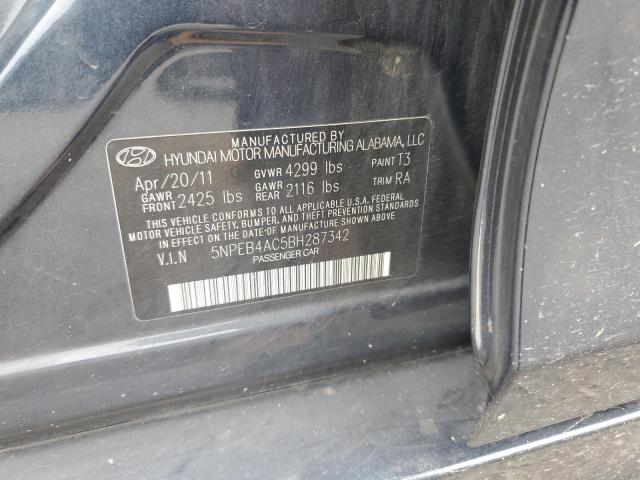 MANUFACTURED BY
HYUNDAI MOTOR MANUFACTURING ALABAMA, LLC
Apr/20/11 GVWR 4299 lbs PAINT T3
GAWR FRONT 2425 lbs GAWR REAR 2116 lbs TRIM RA
THIS VEHICLE CONFORMS TO ALL APPLICABLE U.S.A. FEDERAL
MOTOR VEHICLE SAFETY, BUMPER, AND THEFT PREVENTION STANDARDS
IN EFFECT ON THE DATE OF MANUFACTURE SHOWN ABOVE.
V.I.N 5NPEB4AC5BH287342
PASSENGER CAR